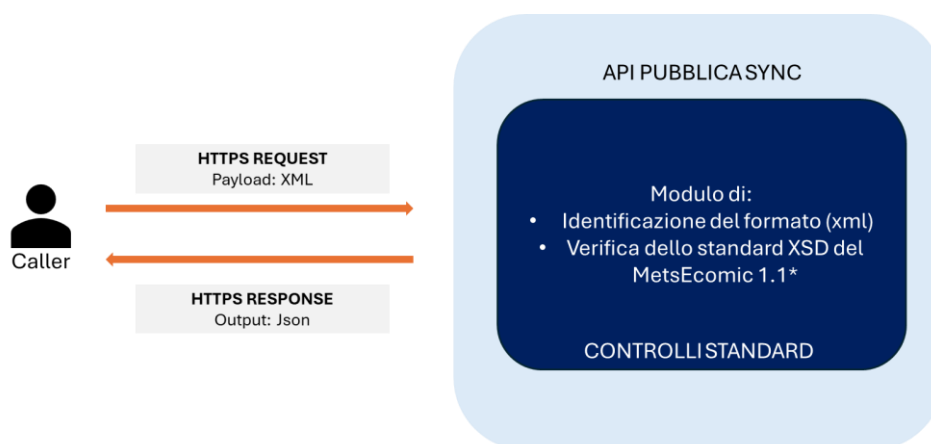 API PUBBLICA SYNC
HTTPS REQUEST
Payload: XML
Caller
HTTPS RESPONSE
Output: Json
Modulo di:
• Identificazione del formato (xml)
• Verifica dello standard XSD del
MetsEcomic 1.1*
CONTROLLI STANDARD